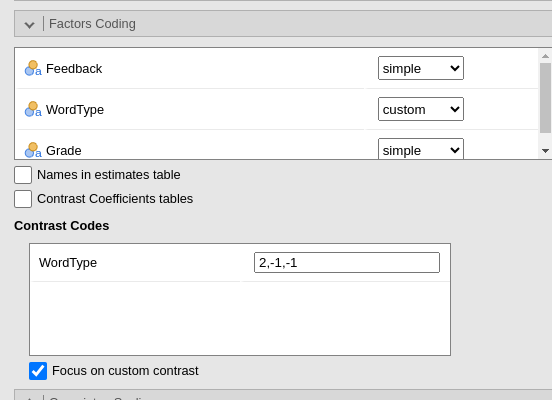 Factors Coding
Feedback simple
WordType custom
Grade simple
Names in estimates table
Contrast Coefficients tables
Contrast Codes
WordType 2,-1,-1
Focus on custom contrast